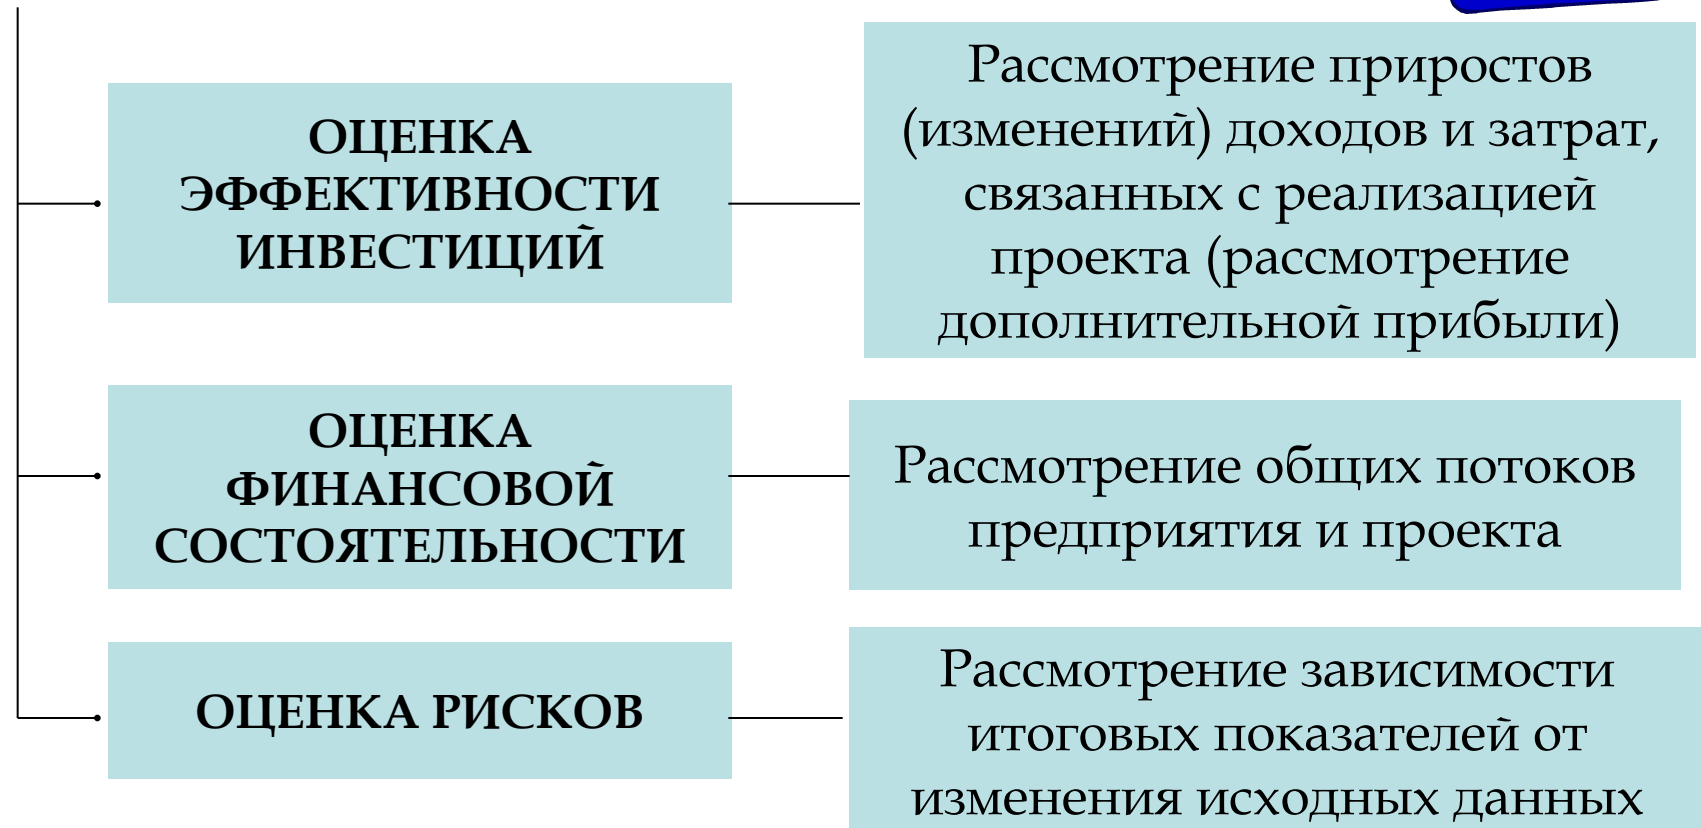 ОЦЕНКА
ЭФФЕКТИВНОСТИ
ИНВЕСТИЦИЙ
Рассмотрение приростов
(изменений) доходов и затрат,
связанных с реализацией
проекта (рассмотрение
дополнительной прибыли)
ОЦЕНКА
ФИНАНСОВОЙ
СОСТОЯТЕЛЬНОСТИ
Рассмотрение общих потоков
предприятия и проекта
ОЦЕНКА РИСКОВ
Рассмотрение зависимости
итоговых показателей от
изменения исходных данных